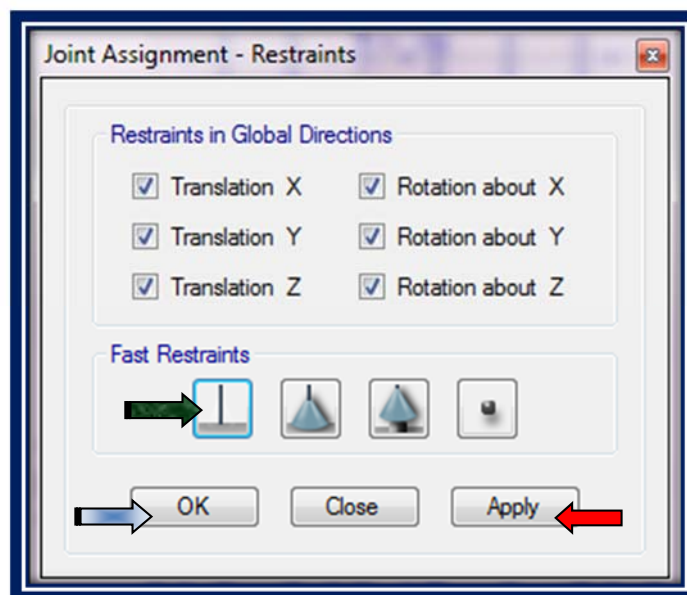 Joint Assignment - Restraints
Restraints in Global Directions
Translation X Rotation about X
Translation Y Rotation about Y
Translation Z Rotation about Z
Fast Restraints
OK Close Apply